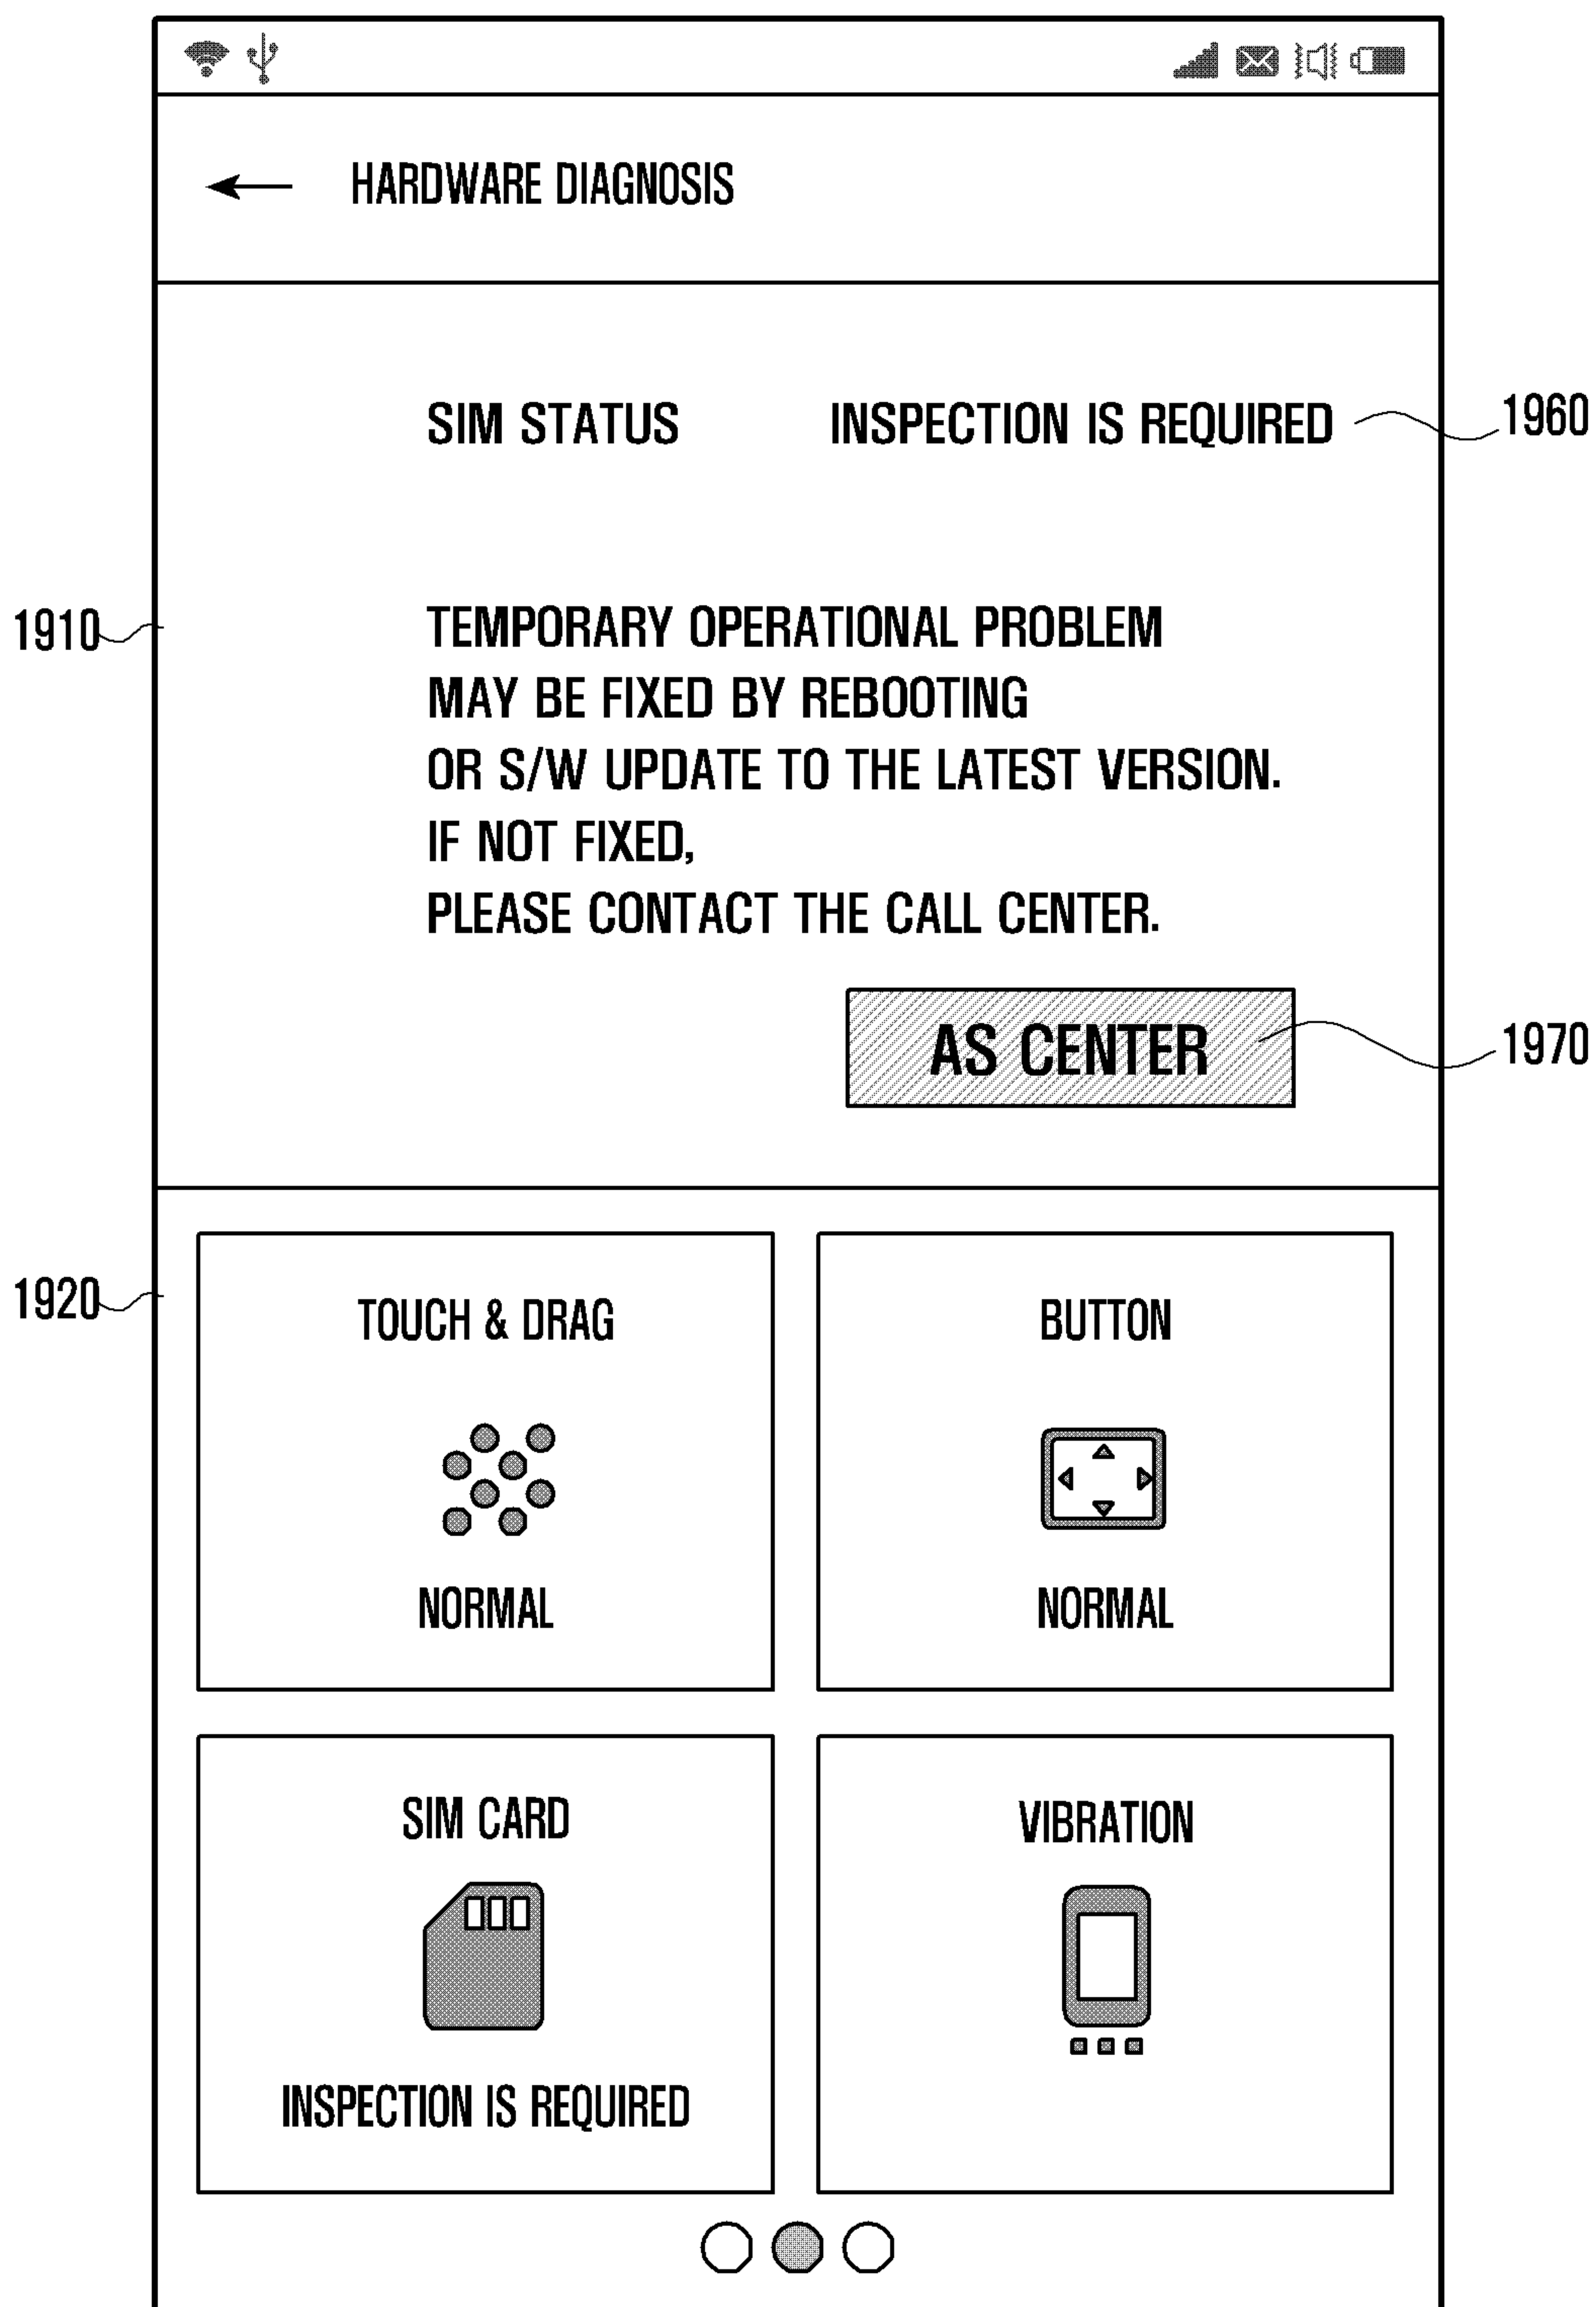 HARDWARE DIAGNOSIS
SIM STATUS INSPECTION IS REQUIRED
1960
1910
TEMPORARY OPERATIONAL PROBLEM
MAY BE FIXED BY REBOOTING
OR S/W UPDATE TO THE LATEST VERSION.
IF NOT FIXED,
PLEASE CONTACT THE CALL CENTER.
AS CENTER
1970
1920
TOUCH & DRAG
NORMAL
BUTTON
NORMAL
SIM CARD
INSPECTION IS REQUIRED
VIBRATION